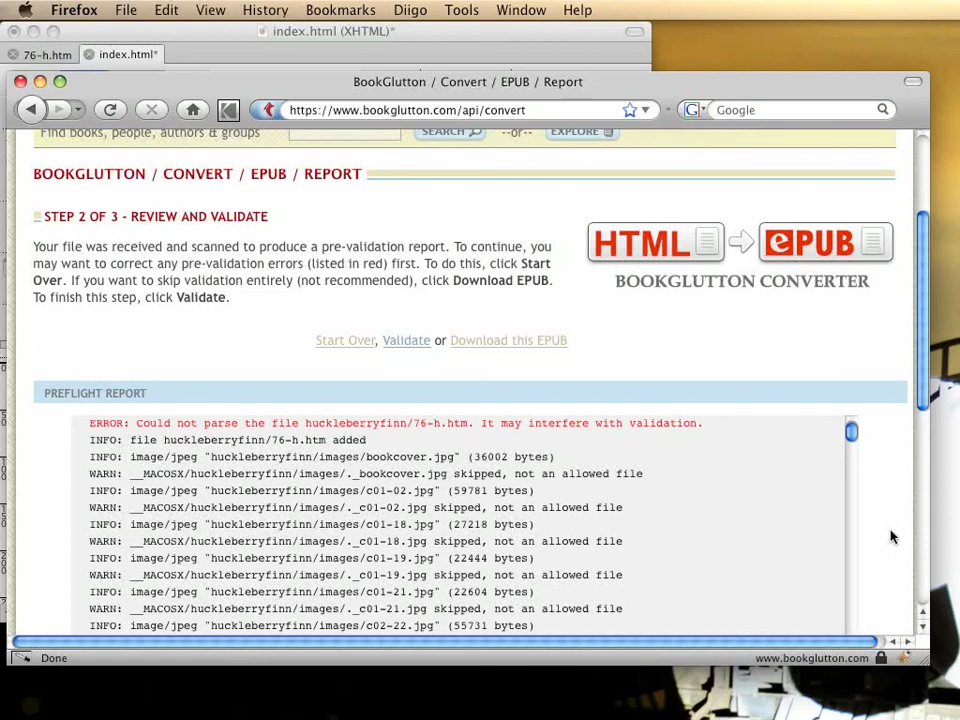 Firefox File Edit View History Bookmarks Diigo Tools Window Help
index.html (XHTML)*
76-h.htm index.html*
BookGlutton / Convert / EPUB / Report
https://www.bookglutton.com/api/convert G Google
Find books, people, authors & groups SEARCH --or-- EXPLORE
BOOKGLUTTON / CONVERT / EPUB / REPORT
STEP 2 OF 3 - REVIEW AND VALIDATE
Your file was received and scanned to produce a pre-validation report. To continue, you
may want to correct any pre-validation errors (listed in red) first. To do this, click Start
Over. If you want to skip validation entirely (not recommended), click Download EPUB.
To finish this step, click Validate.
HTML ePUB
BOOKGLUTTON CONVERTER
Start Over, Validate or Download this EPUB
PREFLIGHT REPORT
ERROR: Could not parse the file huckleberryfinn/76-h.htm. It may interfere with validation.
INFO: file huckleberryfinn/76-h.htm added
INFO: image/jpeg "huckleberryfinn/images/bookcover.jpg" (36002 bytes)
WARN: __MACOSX/huckleberryfinn/images/._bookcover.jpg skipped, not an allowed file
INFO: image/jpeg "huckleberryfinn/images/c01-02.jpg" (59781 bytes)
WARN: __MACOSX/huckleberryfinn/images/._c01-02.jpg skipped, not an allowed file
INFO: image/jpeg "huckleberryfinn/images/c01-18.jpg" (27218 bytes)
WARN: __MACOSX/huckleberryfinn/images/._c01-18.jpg skipped, not an allowed file
INFO: image/jpeg "huckleberryfinn/images/c01-19.jpg" (22444 bytes)
WARN: __MACOSX/huckleberryfinn/images/._c01-19.jpg skipped, not an allowed file
INFO: image/jpeg "huckleberryfinn/images/c01-21.jpg" (22604 bytes)
WARN: __MACOSX/huckleberryfinn/images/._c01-21.jpg skipped, not an allowed file
INFO: image/jpeg "huckleberryfinn/images/c02-22.jpg" (55731 bytes)
Done www.bookglutton.com